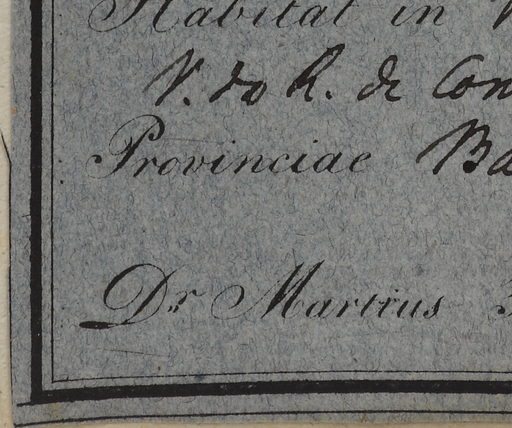 Habitat in
V. do R. de Con
Provinciae Ba
Dr. Martius